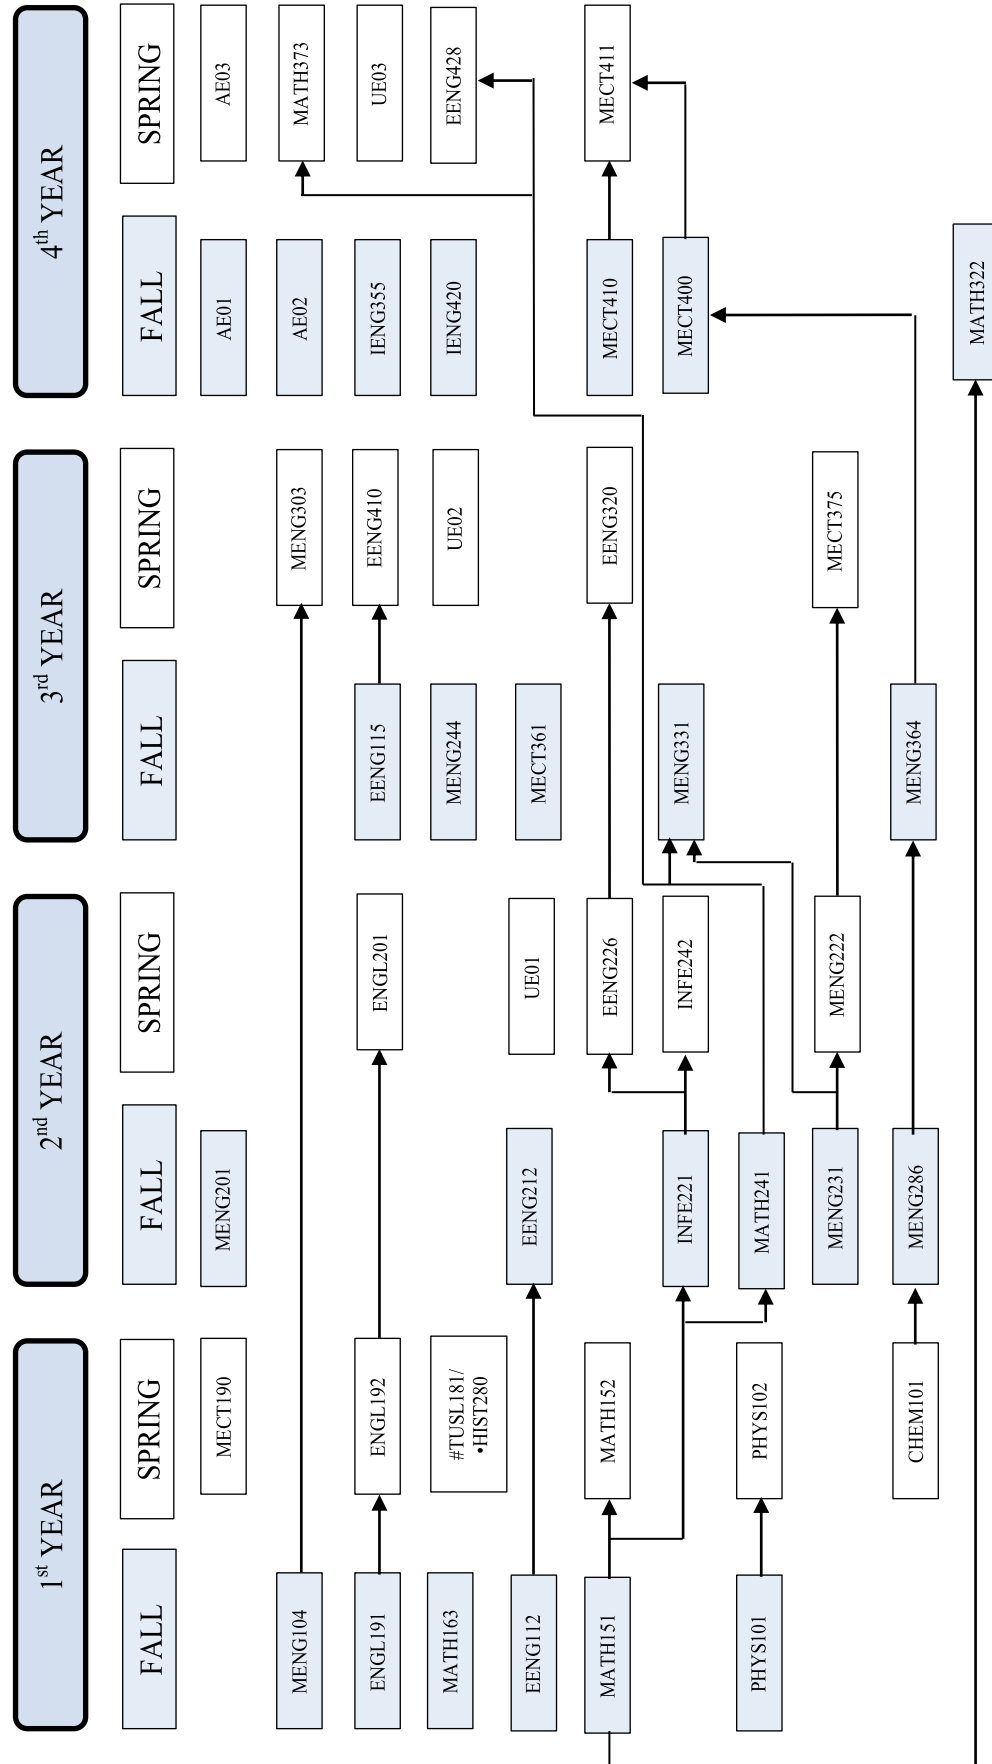 1st YEAR
2nd YEAR
3rd YEAR
4th YEAR
FALL
SPRING
FALL
SPRING
FALL
SPRING
FALL
SPRING
MECT190
MENG201
AE01
AE03
MENG104
MENG303
AE02
MATH373
ENGL191
ENGL192
ENGL201
EENG115
EENG410
IENG355
UE03
MATH163
#TUSL181/
•HIST280
MENG244
UE02
IENG420
EENG428
EENG112
EENG212
UE01
MECT361
MATH151
MATH152
EENG226
EENG320
MECT410
MECT411
INFE221
INFE242
MENG331
MECT400
PHYS101
PHYS102
MATH241
MENG231
MENG222
MECT375
CHEM101
MENG286
MENG364
MATH322